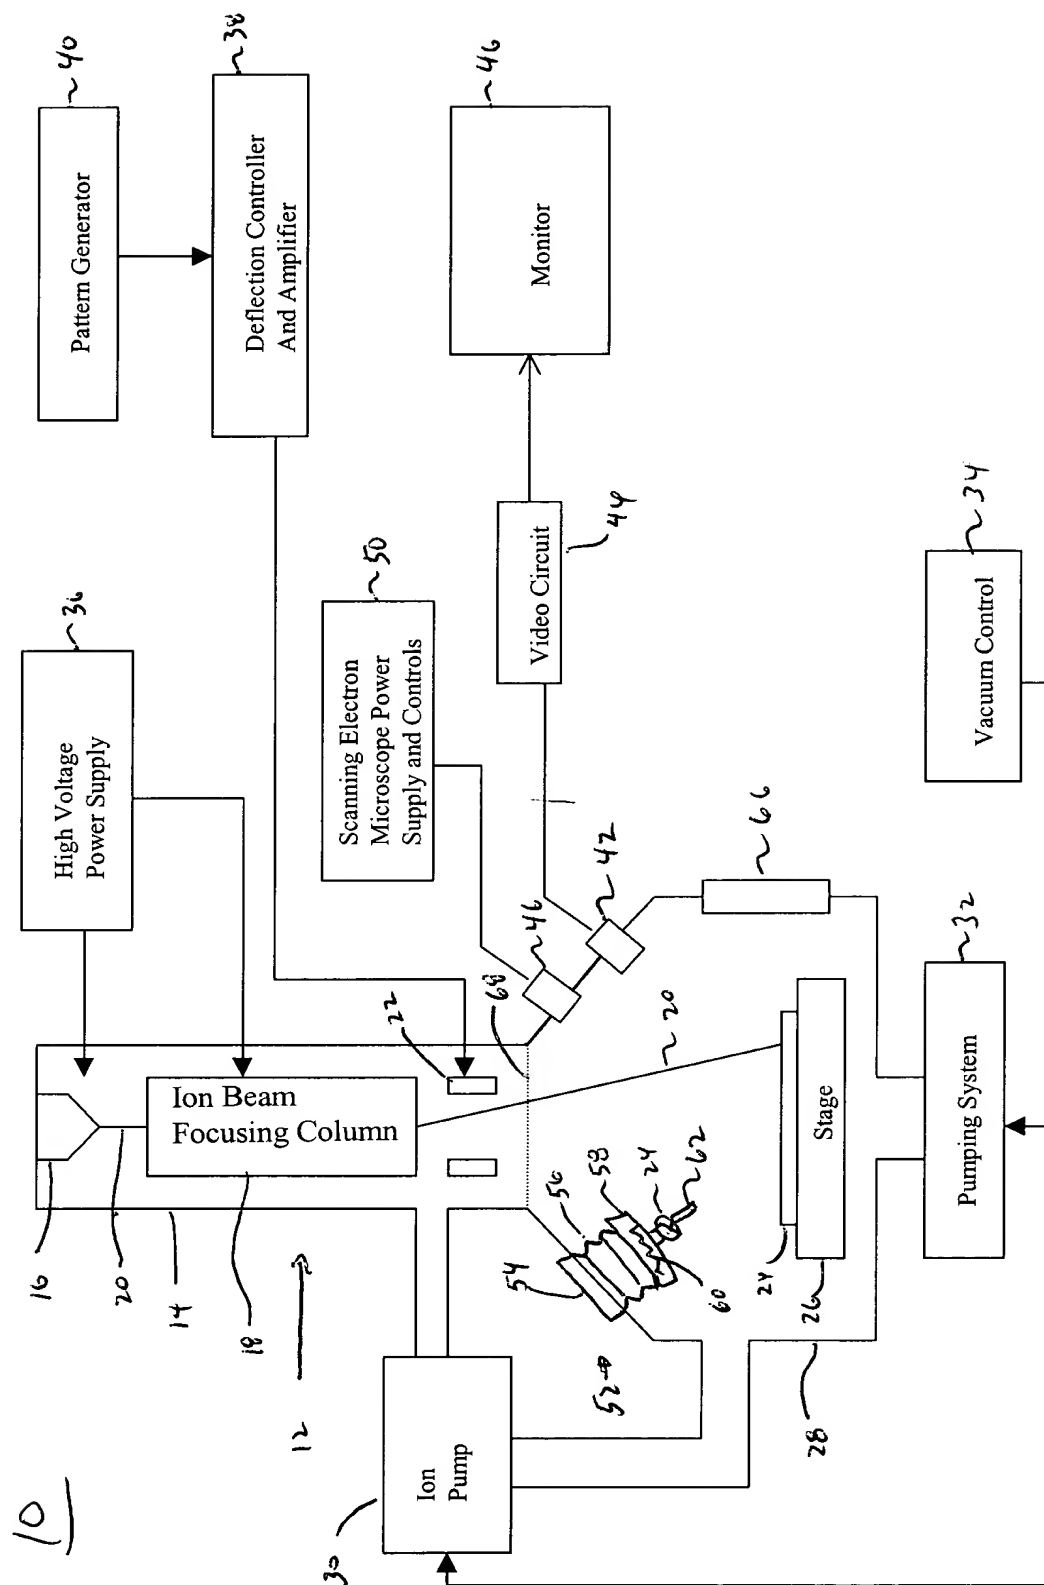 10
40
Pattern Generator
38
Deflection Controller
And Amplifier
36
High Voltage
Power Supply
50
Scanning Electron
Microscope Power
Supply and Controls
46
Monitor
44
Video Circuit
34
Vacuum Control
66
42
46
68
22
16
20
14
18
Ion Beam
Focusing Column
12
20
54
56
58
24
62
60
52
24
26
Stage
28
32
Pumping System
30
Ion
Pump